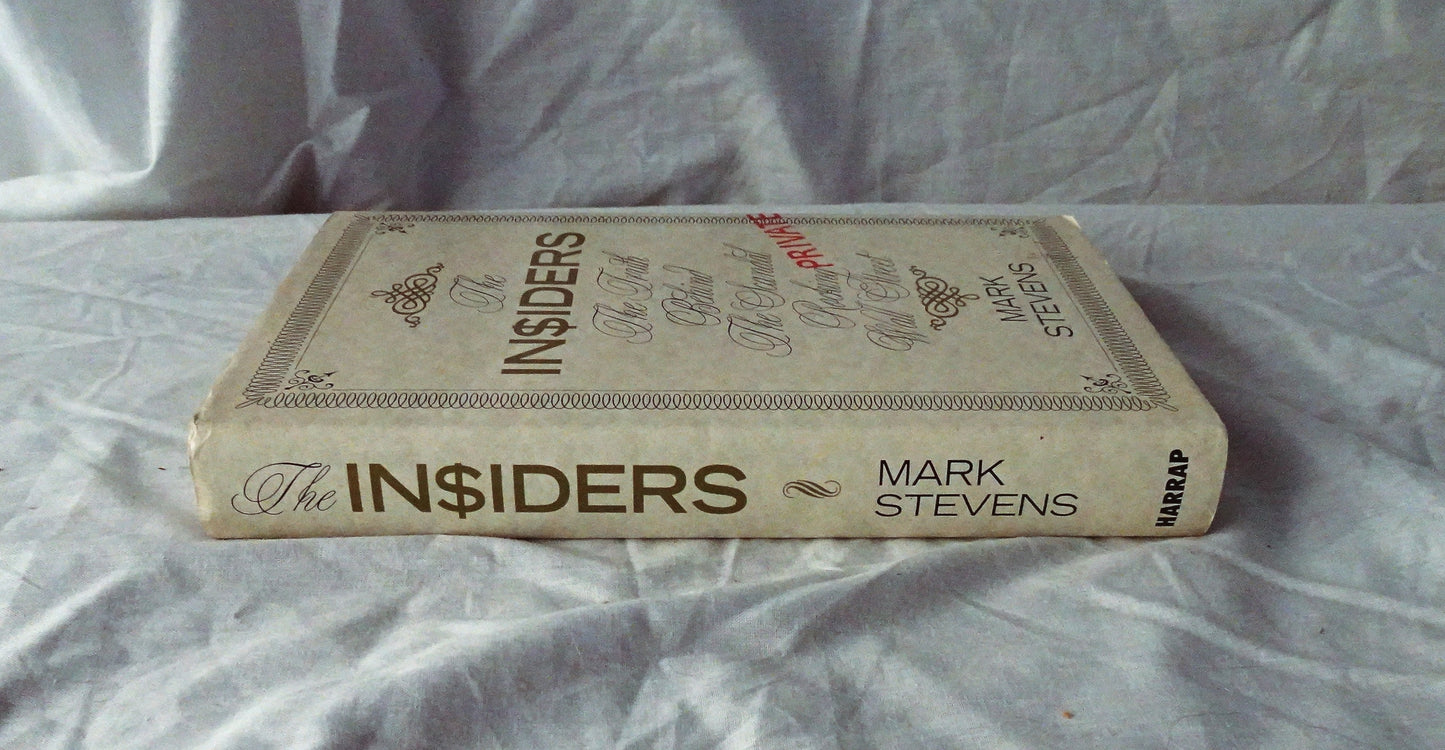 The
IN$IDERS
The Truth
Behind
The Scandal
PRIVATE
Rocking
Wall Street
MARK
STEVENS
The IN$IDERS
MARK
STEVENS
HARRAP